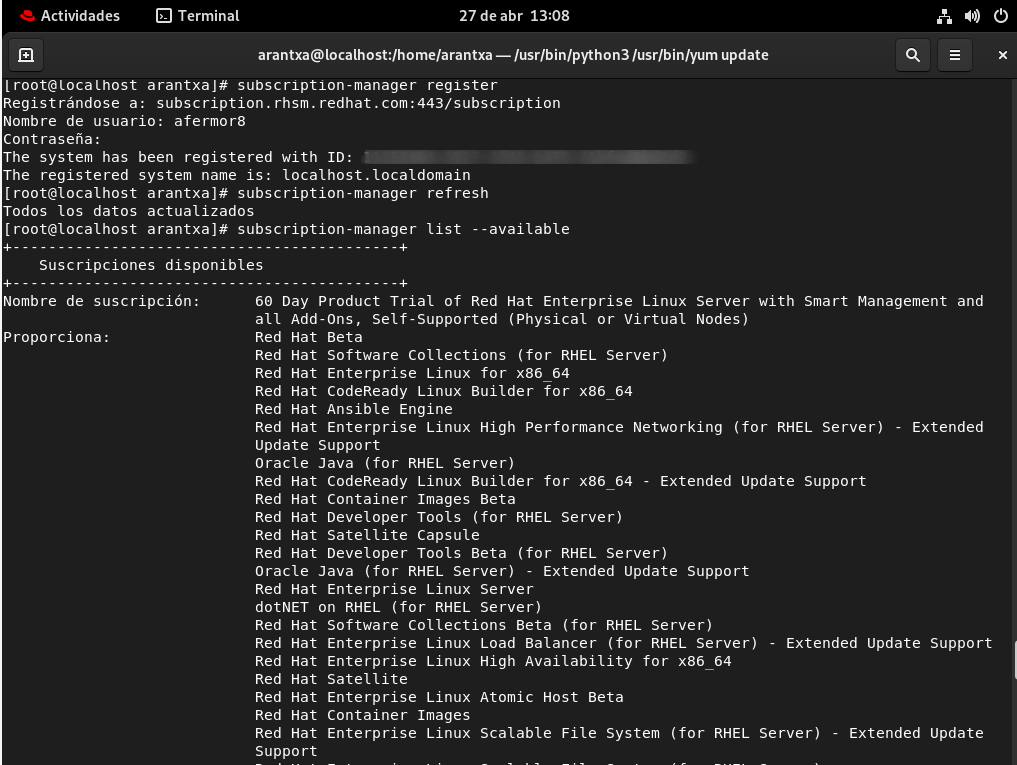 Actividades Terminal 27 de abr 13:08
arantxa@localhost:/home/arantxa — /usr/bin/python3 /usr/bin/yum update
[root@localhost arantxa]# subscription-manager register
Registrándose a: subscription.rhsm.redhat.com:443/subscription
Nombre de usuario: afermor8
Contraseña:
The system has been registered with ID:
The registered system name is: localhost.localdomain
[root@localhost arantxa]# subscription-manager refresh
Todos los datos actualizados
[root@localhost arantxa]# subscription-manager list --available
+-------------------------------------------+
Suscripciones disponibles
+-------------------------------------------+
Nombre de suscripción: 60 Day Product Trial of Red Hat Enterprise Linux Server with Smart Management and
all Add-Ons, Self-Supported (Physical or Virtual Nodes)
Proporciona: Red Hat Beta
Red Hat Software Collections (for RHEL Server)
Red Hat Enterprise Linux for x86_64
Red Hat CodeReady Linux Builder for x86_64
Red Hat Ansible Engine
Red Hat Enterprise Linux High Performance Networking (for RHEL Server) - Extended
Update Support
Oracle Java (for RHEL Server)
Red Hat CodeReady Linux Builder for x86_64 - Extended Update Support
Red Hat Container Images Beta
Red Hat Developer Tools (for RHEL Server)
Red Hat Satellite Capsule
Red Hat Developer Tools Beta (for RHEL Server)
Oracle Java (for RHEL Server) - Extended Update Support
Red Hat Enterprise Linux Server
dotNET on RHEL (for RHEL Server)
Red Hat Software Collections Beta (for RHEL Server)
Red Hat Enterprise Linux Load Balancer (for RHEL Server) - Extended Update Support
Red Hat Enterprise Linux High Availability for x86_64
Red Hat Satellite
Red Hat Enterprise Linux Atomic Host Beta
Red Hat Container Images
Red Hat Enterprise Linux Scalable File System (for RHEL Server) - Extended Update
Support